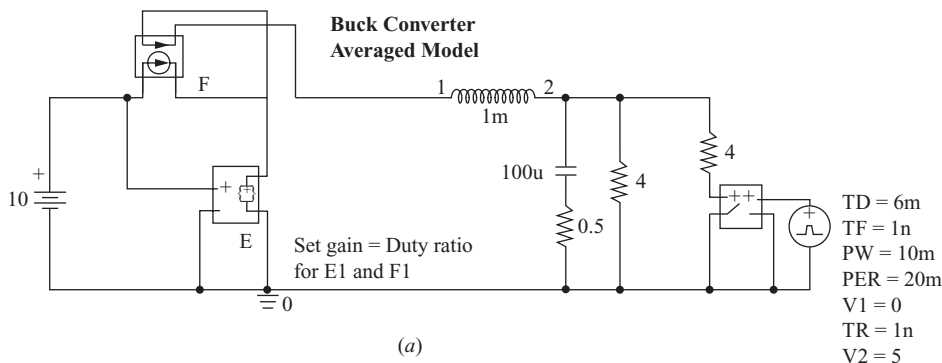 Buck Converter
Averaged Model
F
1
2
1m
+
10
+
+
E
100u
0.5
4
4
++
+
Set gain = Duty ratio
for E1 and F1
0
TD = 6m
TF = 1n
PW = 10m
PER = 20m
V1 = 0
TR = 1n
V2 = 5
(a)